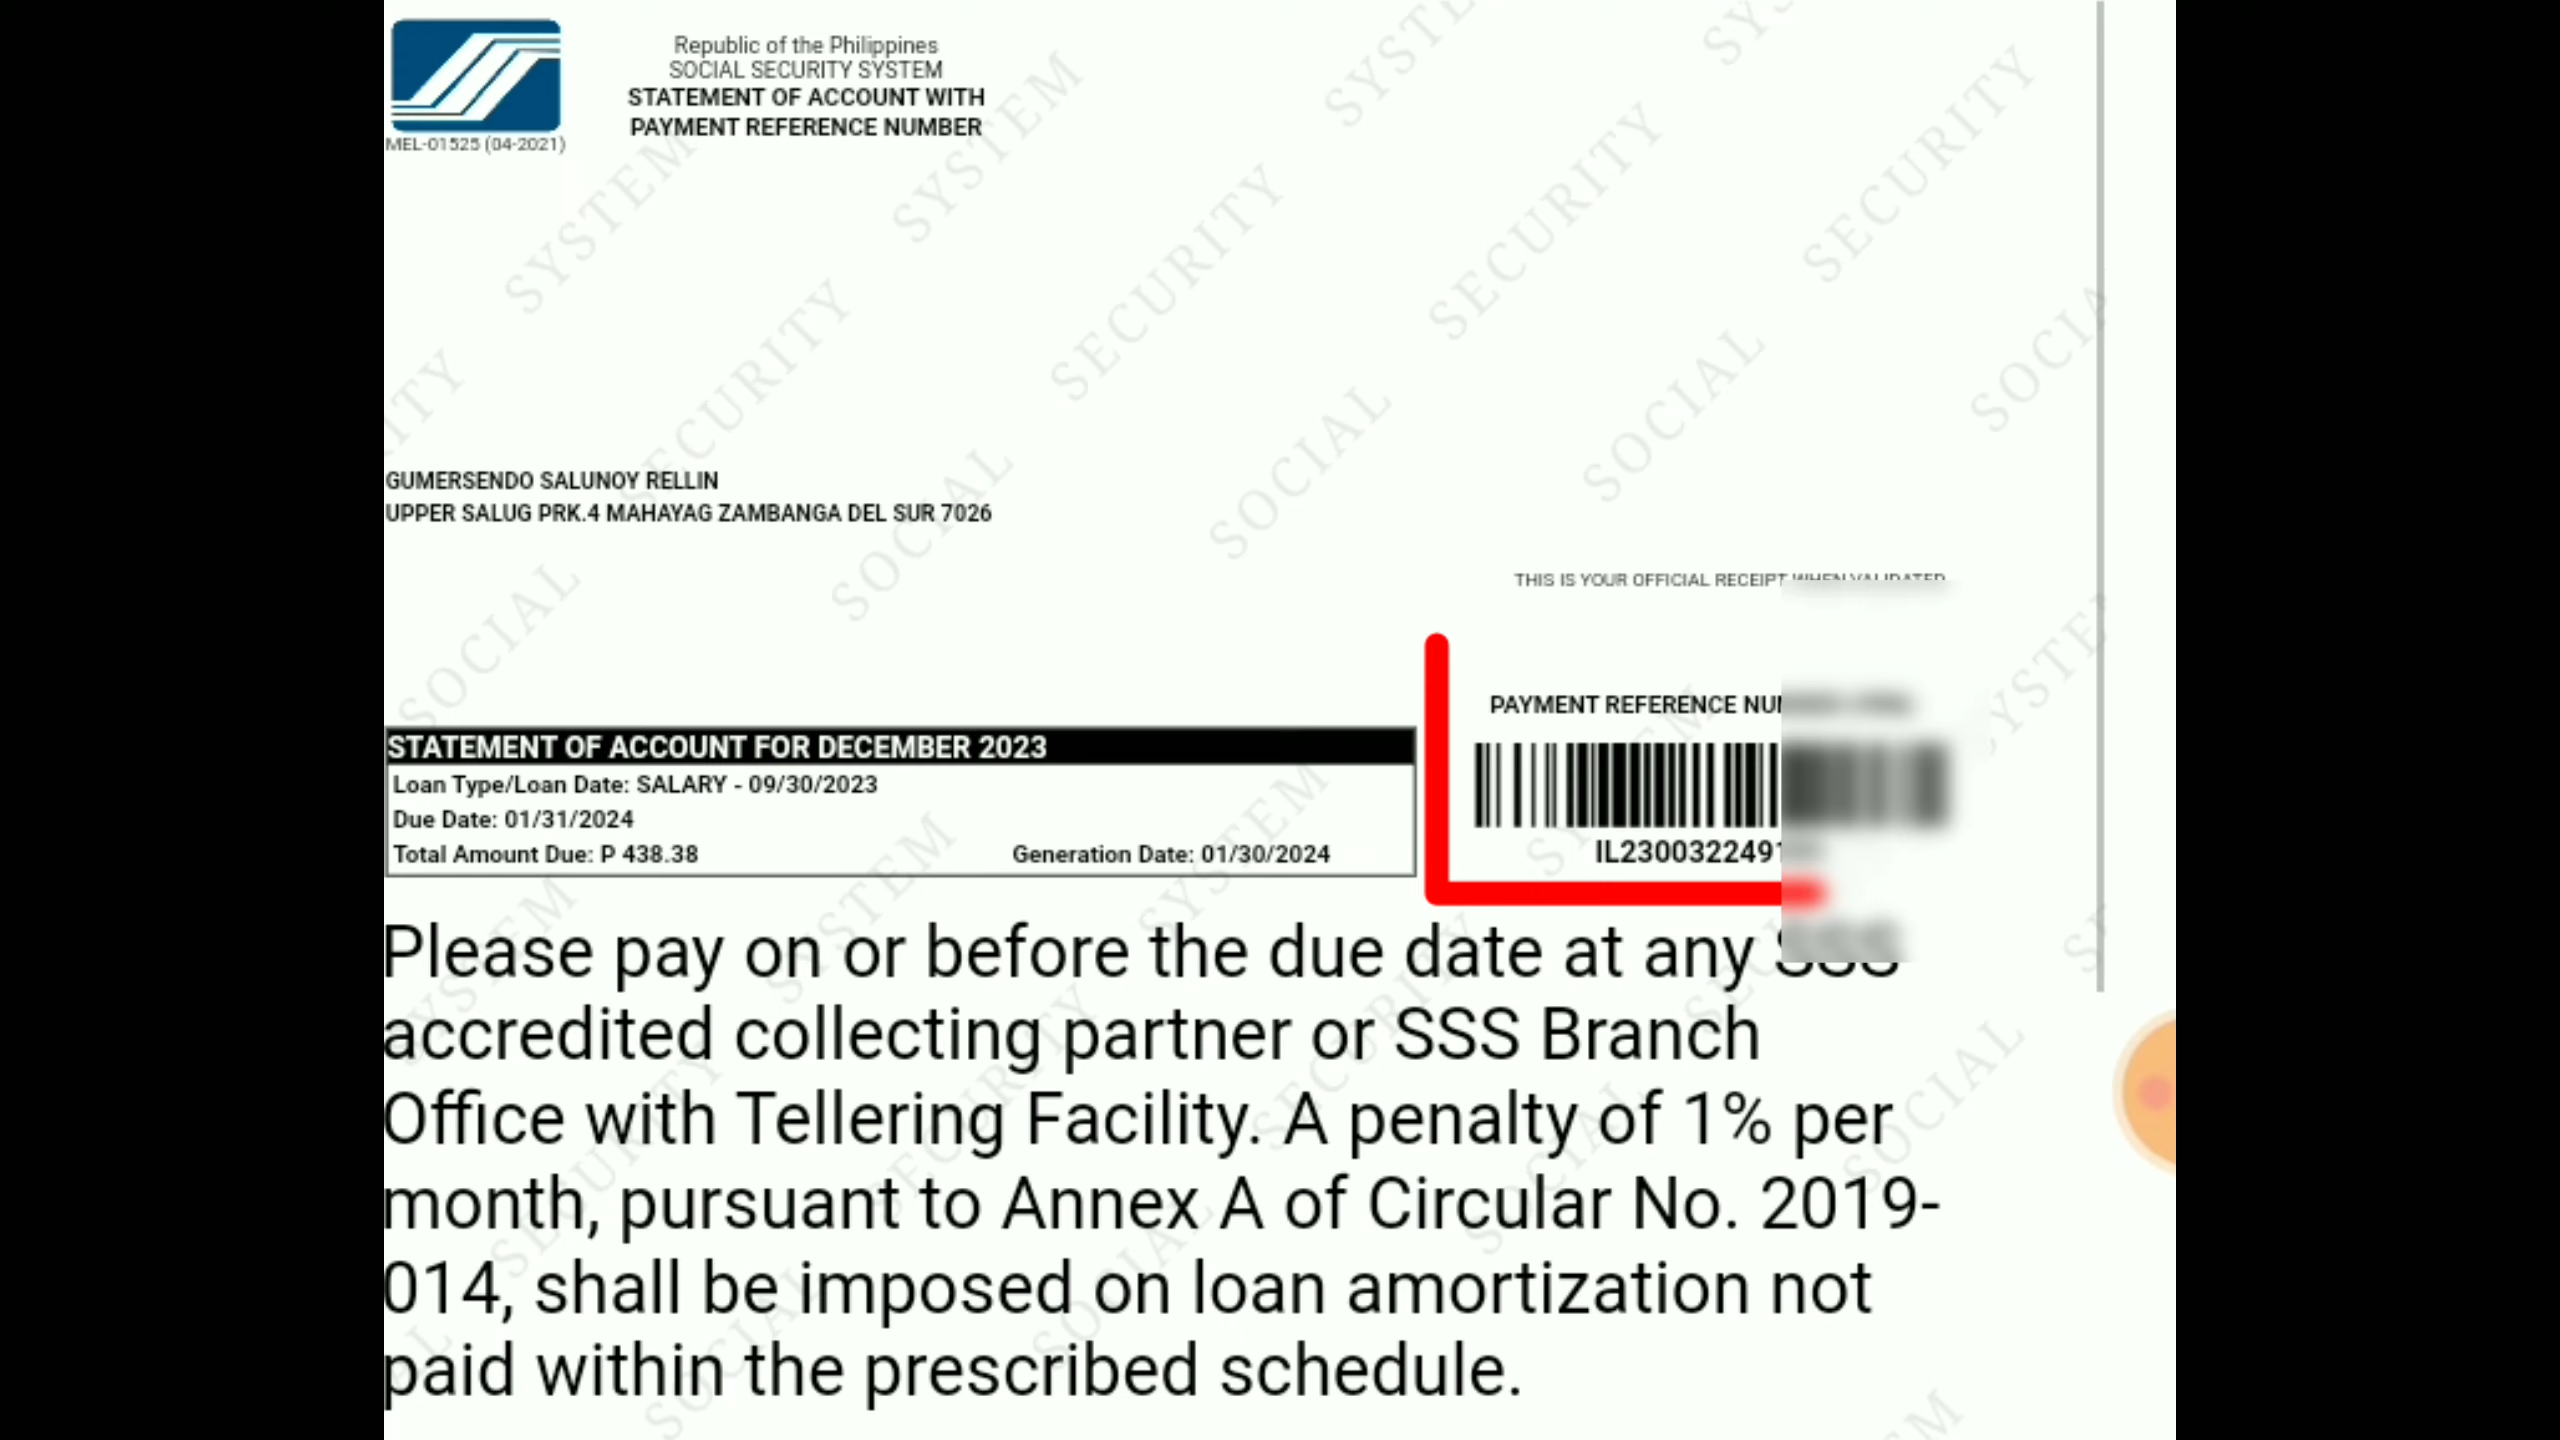 Republic of the Philippines
SOCIAL SECURITY SYSTEM
STATEMENT OF ACCOUNT WITH
PAYMENT REFERENCE NUMBER
MEL-01525 (04-2021)
GUMERSENDO SALUNOY RELLIN
UPPER SALUG PRK.4 MAHAYAG ZAMBANGA DEL SUR 7026
THIS IS YOUR OFFICIAL RECEIPT WHEN VALIDATED
PAYMENT REFERENCE
STATEMENT OF ACCOUNT FOR DECEMBER 2023
Loan Type/Loan Date: SALARY - 09/30/2023
Due Date: 01/31/2024
Total Amount Due: P 438.38
Generation Date: 01/30/2024
IL2300322491
Please pay on or before the due date at any SSS
accredited collecting partner or SSS Branch
Office with Tellering Facility. A penalty of 1% per
month, pursuant to Annex A of Circular No. 2019-
014, shall be imposed on loan amortization not
paid within the prescribed schedule.